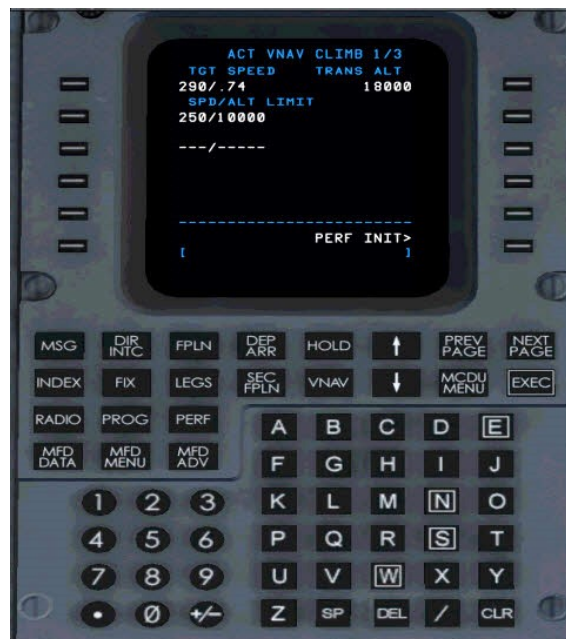 ACT VNAV CLIMB 1/3
TGT SPEED TRANS ALT
290/.74 18000
SPD/ALT LIMIT
250/10000
---/-----
------------------------
PERF INIT>
[ ]
MSG DIR INTC FPLN DEP ARR HOLD ↑ PREV PAGE NEXT PAGE
INDEX FIX LEGS SEC FPLN VNAV ↓ MCDU MENU EXEC
RADIO PROG PERF
MFD DATA MFD MENU MFD ADV
A B C D E
F G H I J
1 2 3 K L M N O
4 5 6 P Q R S T
7 8 9 U V W X Y
. Ø +/- Z SP DEL / CLR